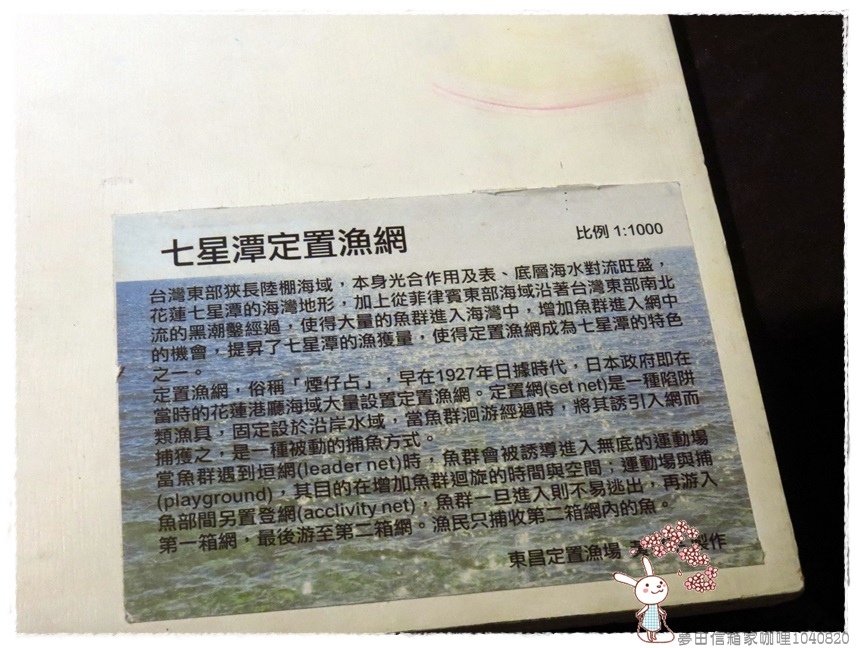 七星潭定置漁網
比例 1:1000
台灣東部狹長陸棚海域，本身光合作用及表、底層海水對流旺盛，
花蓮七星潭的海灣地形，加上從菲律賓東部海域沿著台灣東部南北
流的黑潮鑿經過，使得大量的魚群進入海灣中，增加魚群進入網中
的機會，提昇了七星潭的漁獲量，使得定置漁網成為七星潭的特色
之一。
定置漁網，俗稱「煙仔占」，早在1927年日據時代，日本政府即在
當時的花蓮港廳海域大量設置定置漁網。定置網(set net)是一種陷阱
類漁具，固定設於沿岸水域，當魚群洄游經過時，將其誘引入網而
捕獲之，是一種被動的捕魚方式。
當魚群遇到垣網(leader net)時，魚群會被誘導進入無底的運動場
(playground)，其目的在增加魚群迴旋的時間與空間；運動場與捕
魚部間另置登網(acclivity net)，魚群一旦進入則不易逃出，再游入
第一箱網，最後游至第二箱網。漁民只捕收第二箱網內的魚。
東昌定置漁場 製作
夢田信箱家咖哩1040820